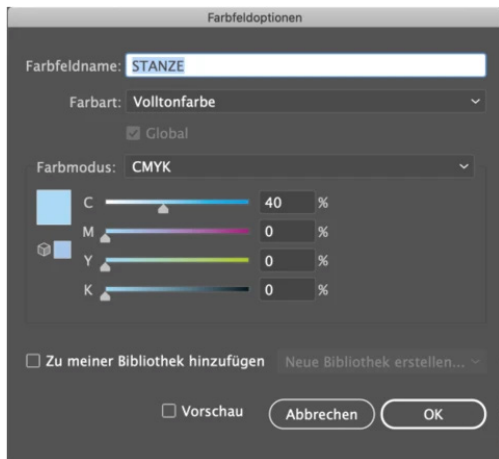 Farbfeldoptionen
Farbfeldname: STANZE
Farbart: Volltonfarbe
Global
Farbmodus: CMYK
C 40 %
M 0 %
Y 0 %
K 0 %
Zu meiner Bibliothek hinzufügen Neue Bibliothek erstellen...
Vorschau Abbrechen OK